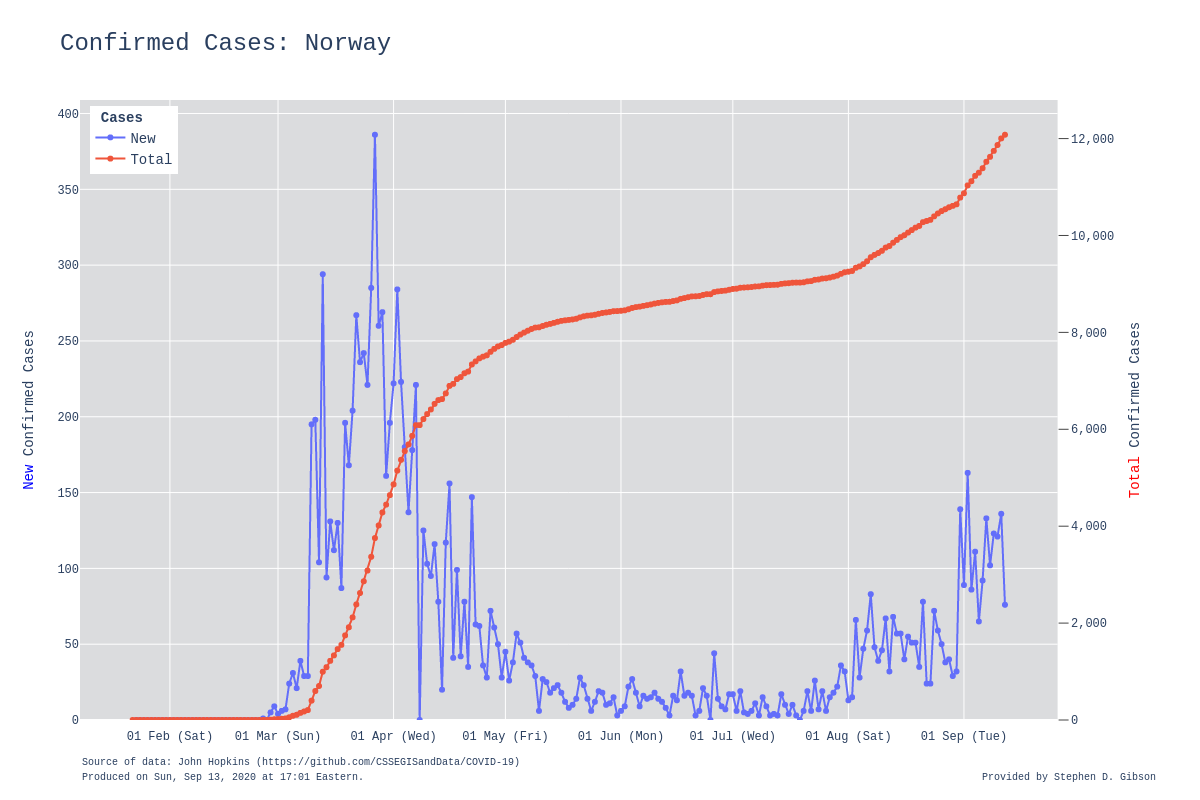 Confirmed Cases: Norway
Cases
New
Total
400
350
300
250
200
150
100
50
0
New Confirmed Cases
12,000
10,000
8,000
6,000
4,000
2,000
0
Total Confirmed Cases
01 Feb (Sat) 01 Mar (Sun) 01 Apr (Wed) 01 May (Fri) 01 Jun (Mon) 01 Jul (Wed) 01 Aug (Sat) 01 Sep (Tue)
Source of data: John Hopkins (https://github.com/CSSEGISandData/COVID-19)
Produced on Sun, Sep 13, 2020 at 17:01 Eastern.
Provided by Stephen D. Gibson